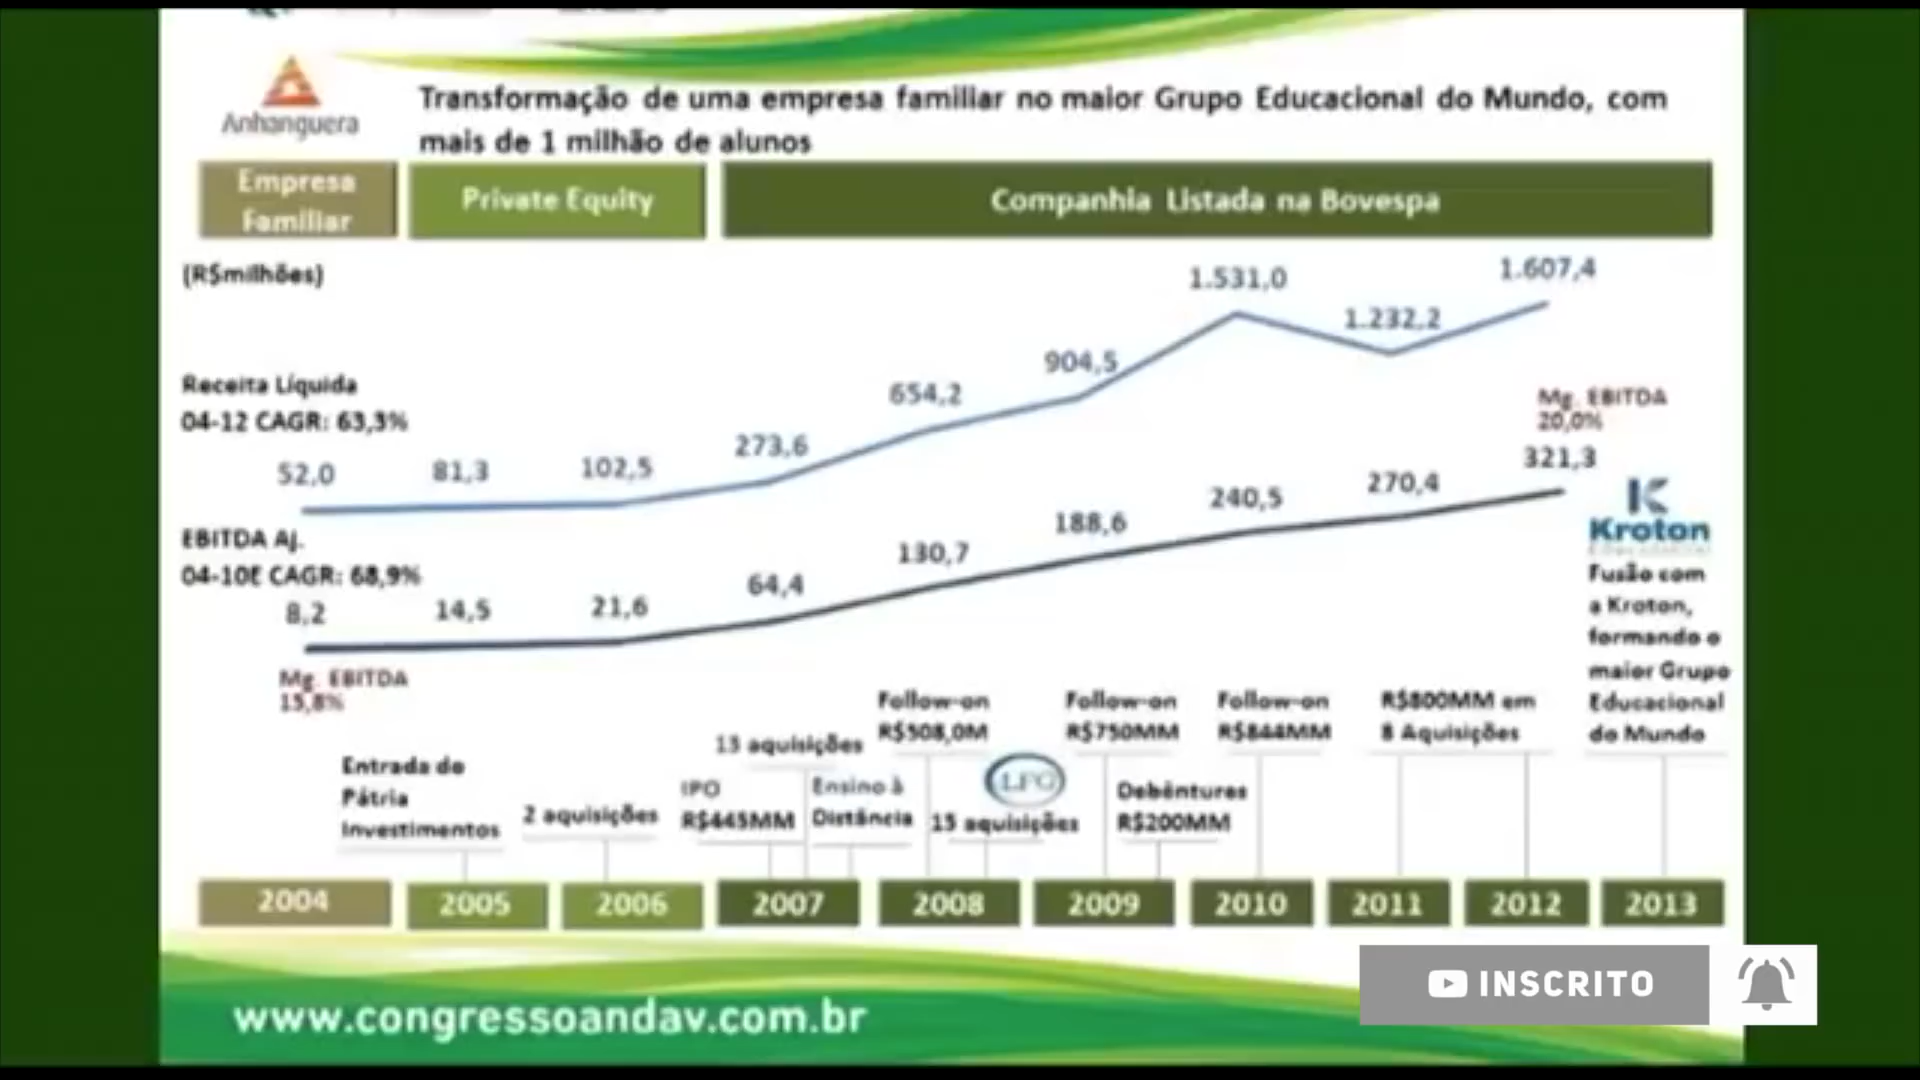 Anhanguera
Transformação de uma empresa familiar no maior Grupo Educacional do Mundo, com
mais de 1 milhão de alunos
Empresa
Familiar
Private Equity
Companhia Listada na Bovespa
(R$milhões)
1.531,0
1.607,4
1.232,2
904,5
654,2
Receita Líquida
04-12 CAGR: 63,3%
273,6
52,0
81,3
102,5
Mg. EBITDA
20,0%
321,3
270,4
240,5
188,6
130,7
64,4
EBITDA Aj.
04-10E CAGR: 68,9%
8,2
14,5
21,6
Mg. EBITDA
15,8%
Kroton
Educacional
Fusão com
a Kroton,
formando o
maior Grupo
Educacional
do Mundo
Entrada do
Pátria
Investimentos
2 aquisições
IPO
R$445MM
13 aquisições
Ensino à
Distância
Follow-on
R$508,0M
LFG
15 aquisições
Follow-on
R$750MM
Debêntures
R$200MM
Follow-on
R$844MM
R$800MM em
8 Aquisições
2004
2005
2006
2007
2008
2009
2010
2011
2012
2013
www.congressoandav.com.br
INSCRITO